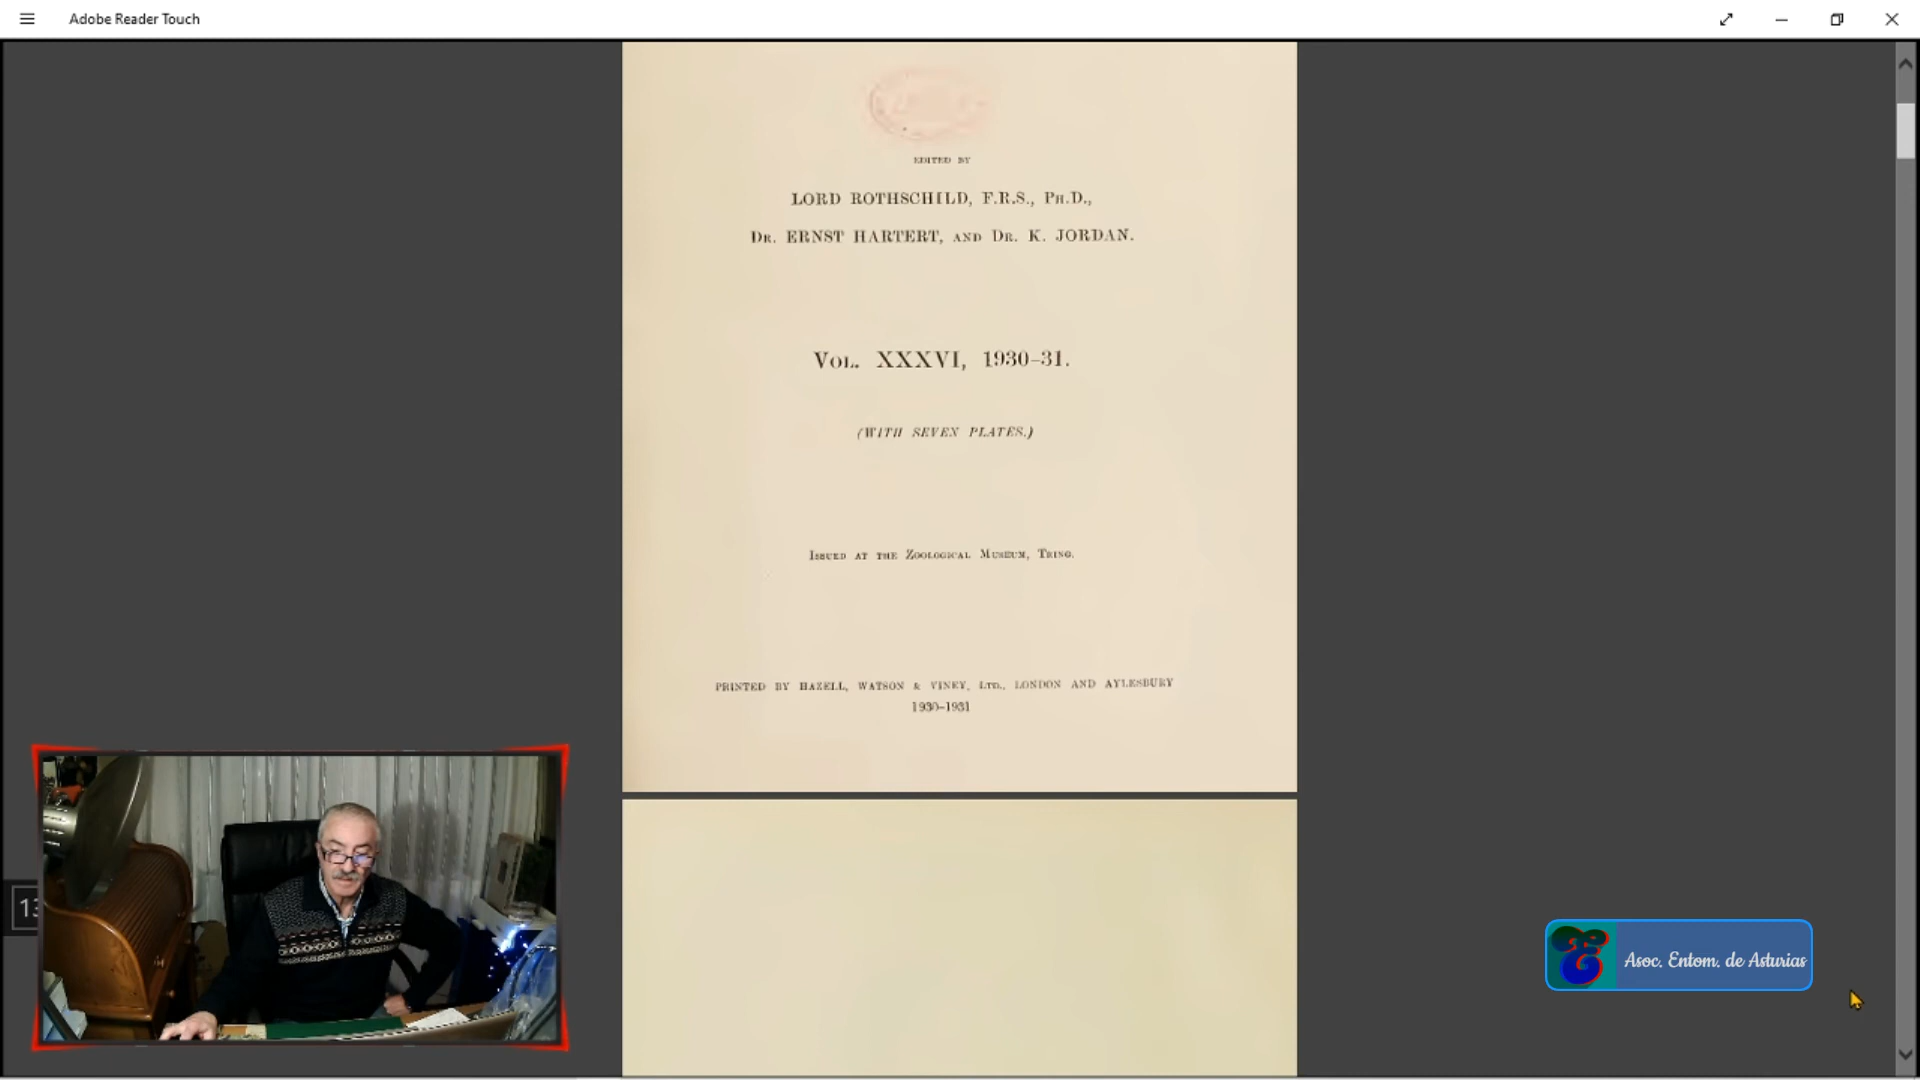 Adobe Reader Touch
EDITED BY
LORD ROTHSCHILD, F.R.S., Ph.D.,
Dr. ERNST HARTERT, and Dr. K. JORDAN.
Vol. XXXVI, 1930–31.
(WITH SEVEN PLATES.)
Issued at the Zoological Museum, Tring.
PRINTED BY HAZELL, WATSON & VINEY, Ltd., LONDON AND AYLESBURY
1930–1931
13
Asoc. Entom. de Asturias